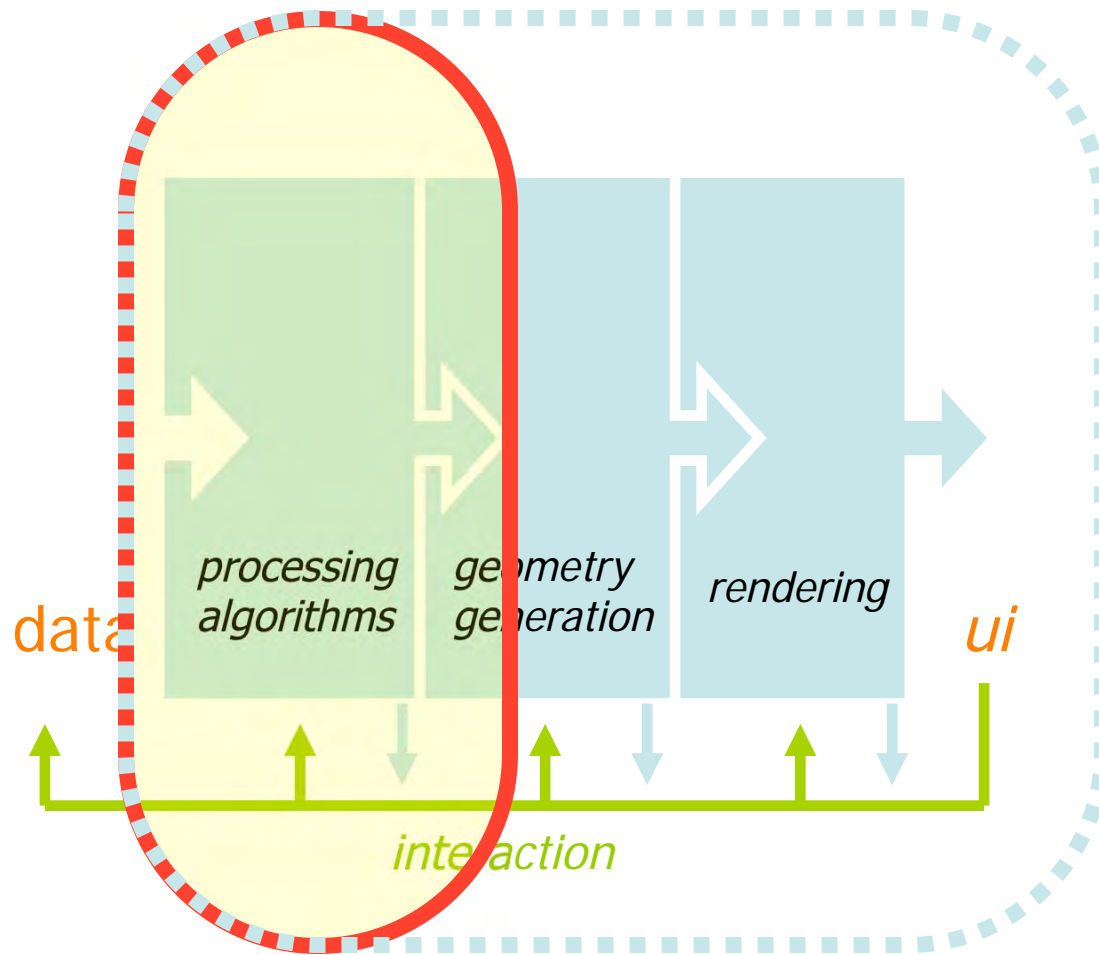 processing
algorithms
geometry
generation
rendering
data
ui
interaction